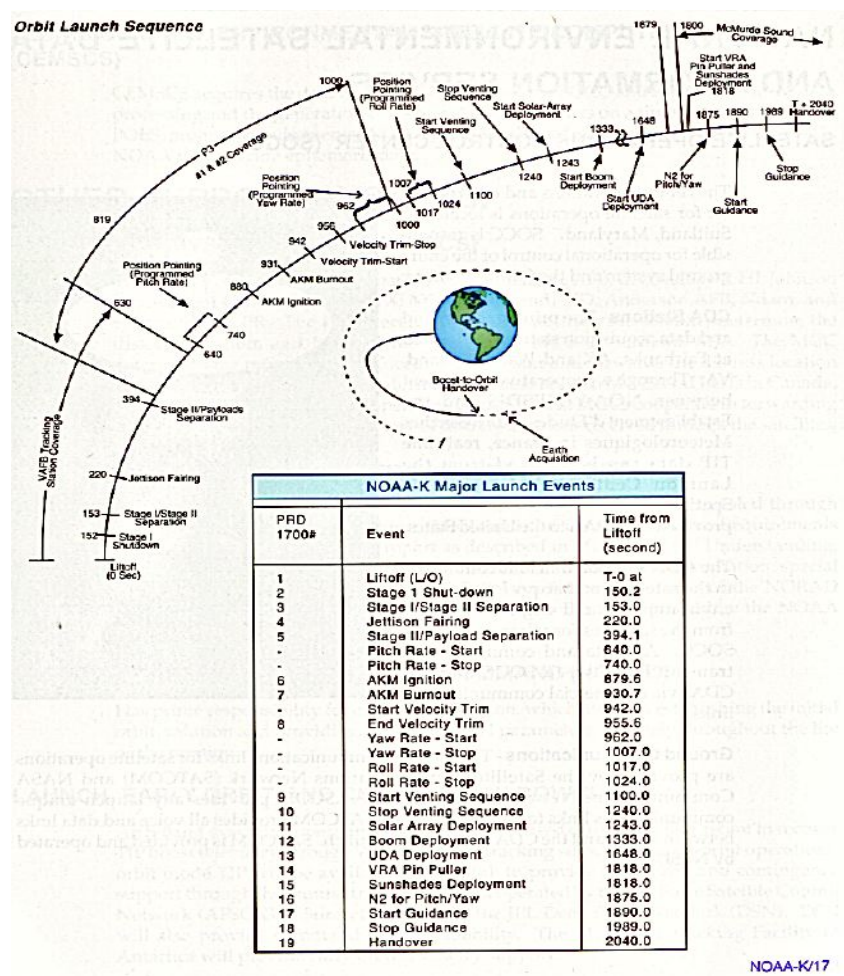 Orbit Launch Sequence
1679
1800
McMurdo Sound
Coverage
Start VRA
Pin Puller and
Sunshades
Deployment
1818
1000
P3
#1 & #2 Coverage
819
Position
Pointing
(Programmed
Roll Rate)
Stop Venting
Sequence
Start Venting
Sequence
Start Solar-Array
Deployment
1333
1648
1875
1890
1989
T + 2040
Handover
1240
1243
Start Boom
Deployment
Start UDA
Deployment
N2 for
Pitch/Yaw
Start
Guidance
Stop
Guidance
Position
Pointing
(Programmed
Yaw Rate)
962
1007
1017
1024
1100
1000
956
Velocity Trim-Stop
942
Velocity Trim-Start
931
AKM Burnout
880
AKM Ignition
Position Pointing
(Programmed
Pitch Rate)
630
740
640
394
Stage II/Payloads
Separation
VAFB Tracking
Station Coverage
220
Jettison Fairing
153
Stage I/Stage II
Separation
152
Stage I
Shutdown
Liftoff
(0 Sec)
Boost-to-Orbit
Handover
Earth
Acquisition
NOAA-K Major Launch Events
PRD 1700# Event Time from Liftoff (second)
1 Liftoff (L/O) T-0 at
2 Stage 1 Shut-down 150.2
3 Stage I/Stage II Separation 153.0
4 Jettison Fairing 220.0
5 Stage II/Payload Separation 394.1
- Pitch Rate - Start 640.0
- Pitch Rate - Stop 740.0
6 AKM Ignition 879.6
7 AKM Burnout 930.7
- Start Velocity Trim 942.0
8 End Velocity Trim 955.6
- Yaw Rate - Start 962.0
- Yaw Rate - Stop 1007.0
- Roll Rate - Start 1017.0
- Roll Rate - Stop 1024.0
9 Start Venting Sequence 1100.0
10 Stop Venting Sequence 1240.0
11 Solar Array Deployment 1243.0
12 Boom Deployment 1333.0
13 UDA Deployment 1648.0
14 VRA Pin Puller 1818.0
15 Sunshades Deployment 1818.0
16 N2 for Pitch/Yaw 1875.0
17 Start Guidance 1890.0
18 Stop Guidance 1989.0
19 Handover 2040.0
NOAA-K/17